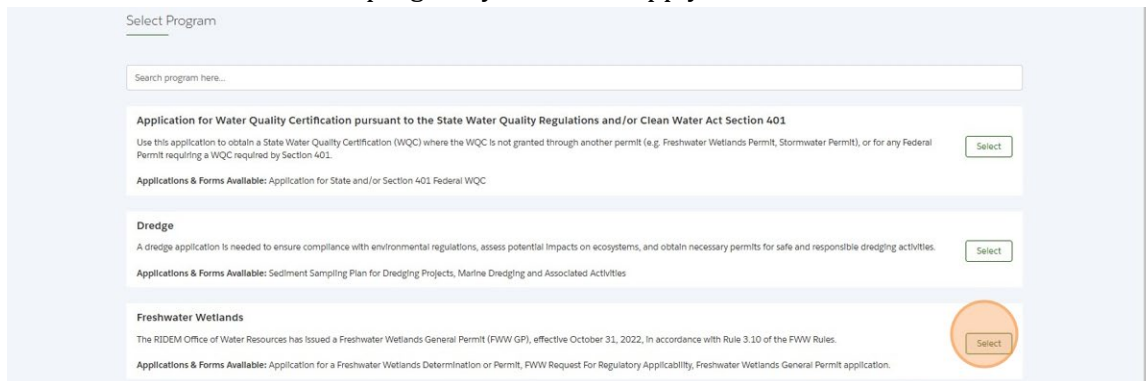 Select Program
Search program here...
Application for Water Quality Certification pursuant to the State Water Quality Regulations and/or Clean Water Act Section 401
Use this application to obtain a State Water Quality Certification (WQC) where the WQC is not granted through another permit (e.g. Freshwater Wetlands Permit, Stormwater Permit), or for any Federal
Permit requiring a WQC required by Section 401.
Select
Applications & Forms Available: Application for State and/or Section 401 Federal WQC
Dredge
A dredge application is needed to ensure compliance with environmental regulations, assess potential impacts on ecosystems, and obtain necessary permits for safe and responsible dredging activities.
Select
Applications & Forms Available: Sediment Sampling Plan for Dredging Projects, Marine Dredging and Associated Activities
Freshwater Wetlands
The RIDEM Office of Water Resources has issued a Freshwater Wetlands General Permit (FWW GP), effective October 31, 2022, in accordance with Rule 3.10 of the FWW Rules.
Select
Applications & Forms Available: Application for a Freshwater Wetlands Determination or Permit, FWW Request For Regulatory Applicability, Freshwater Wetlands General Permit application.